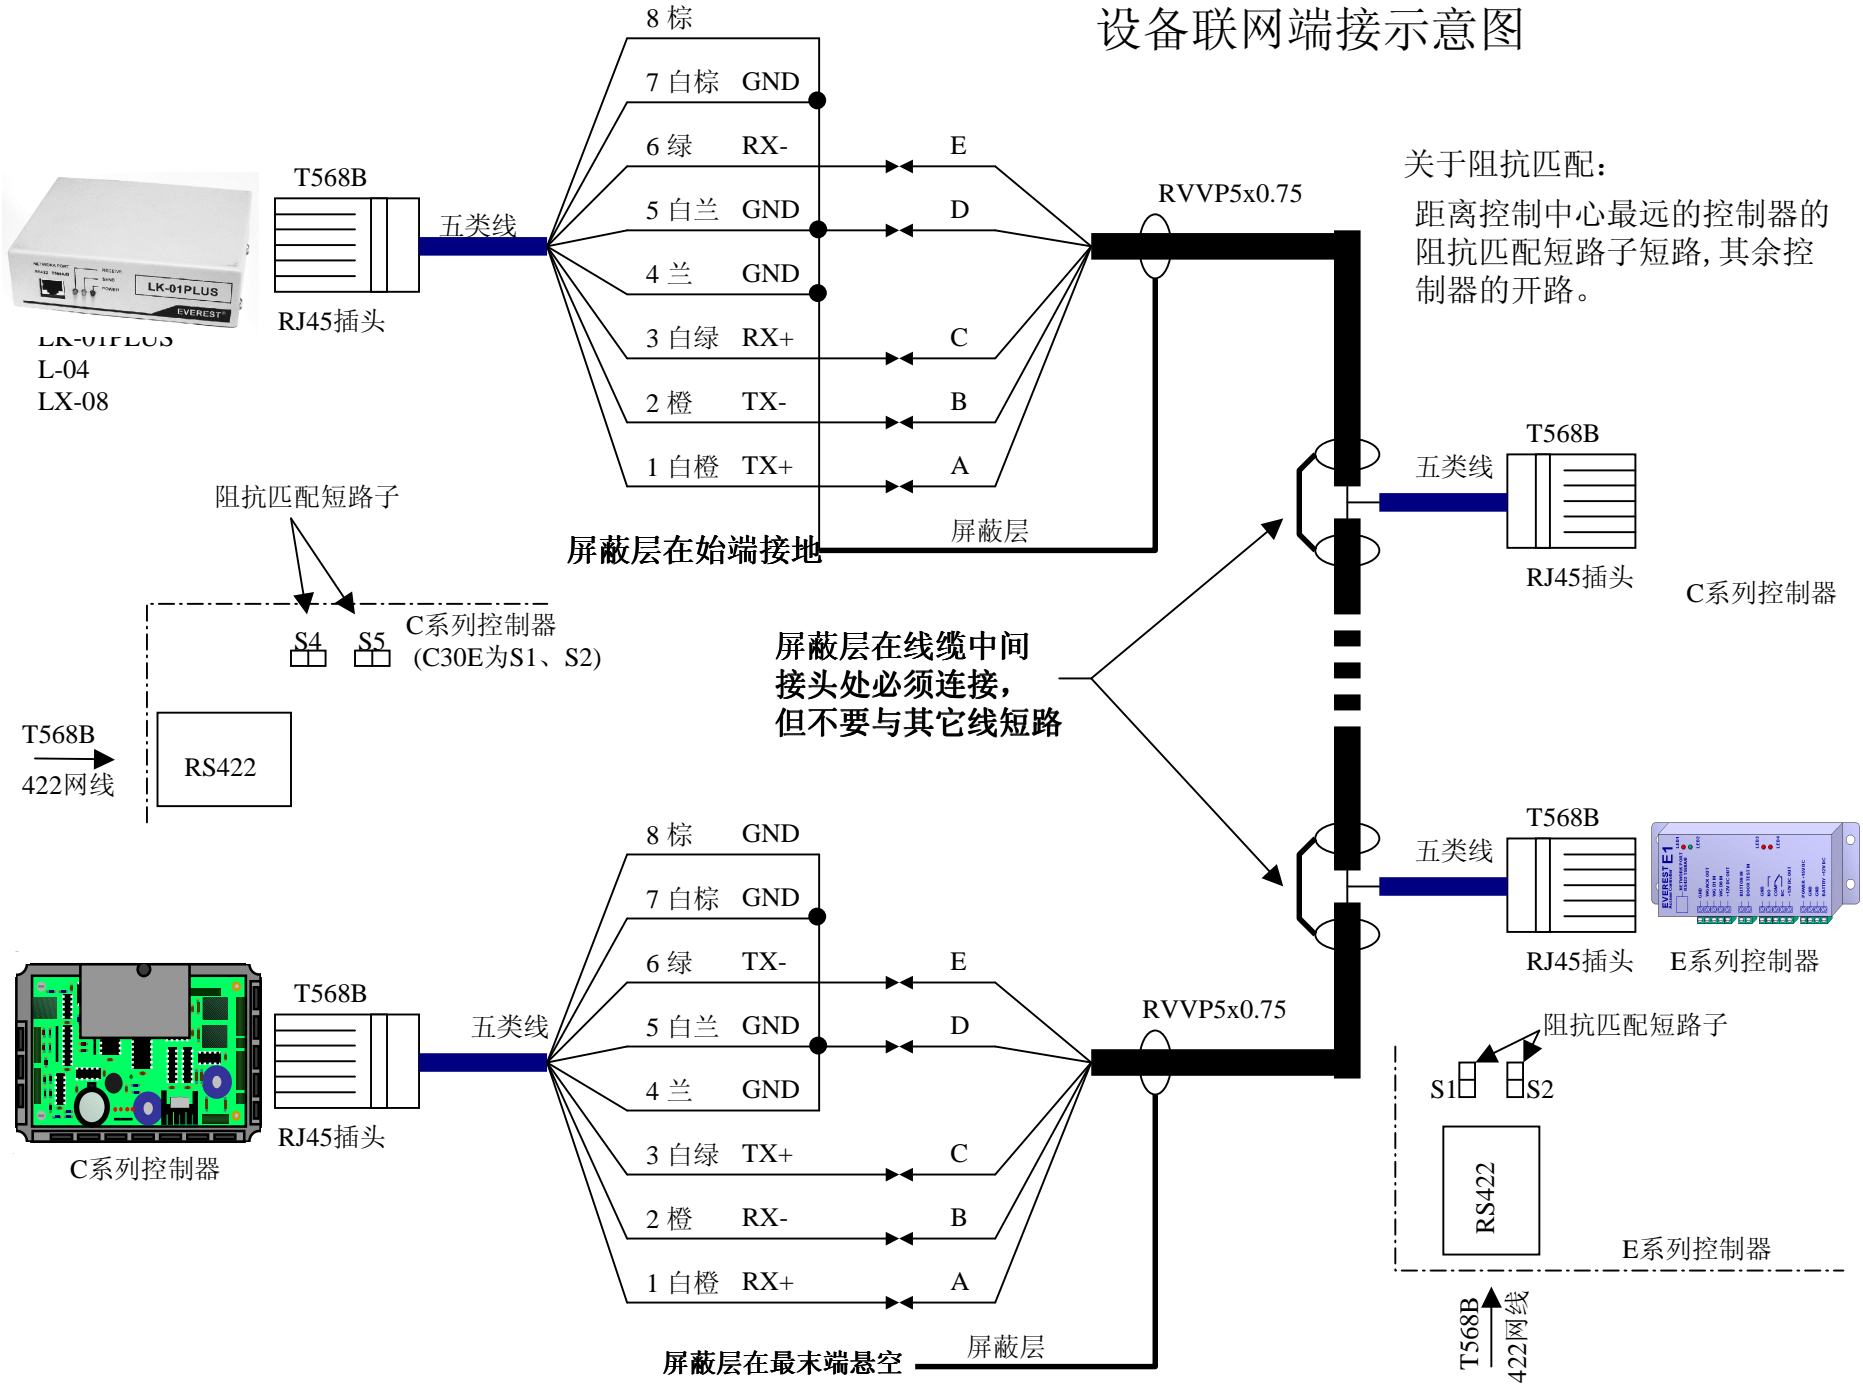 设备联网端接示意图
8 棕
7 白棕 GND
6 绿 RX- E
5 白兰 GND D
4 兰 GND
3 白绿 RX+ C
2 橙 TX- B
1 白橙 TX+ A
T568B
五类线
RJ45插头
NETWORK PORT
RECEIVE
SEND
POWER
LK-01PLUS
EVEREST
LK-01PLUS
L-04
LX-08
RVVP5x0.75
关于阻抗匹配：
距离控制中心最远的控制器的
阻抗匹配短路子短路,其余控
制器的开路。
屏蔽层
屏蔽层在始端接地
阻抗匹配短路子
S4 S5
C系列控制器
(C30E为S1、S2)
T568B
422网线
RS422
屏蔽层在线缆中间
接头处必须连接，
但不要与其它线短路
T568B
五类线
RJ45插头
C系列控制器
T568B
五类线
RJ45插头
EVEREST E1
E系列控制器
8 棕 GND
7 白棕 GND
6 绿 TX- E
5 白兰 GND D
4 兰 GND
3 白绿 TX+ C
2 橙 RX- B
1 白橙 RX+ A
T568B
五类线
RJ45插头
C系列控制器
RVVP5x0.75
屏蔽层
屏蔽层在最末端悬空
阻抗匹配短路子
S1 S2
RS422
E系列控制器
T568B
422网线